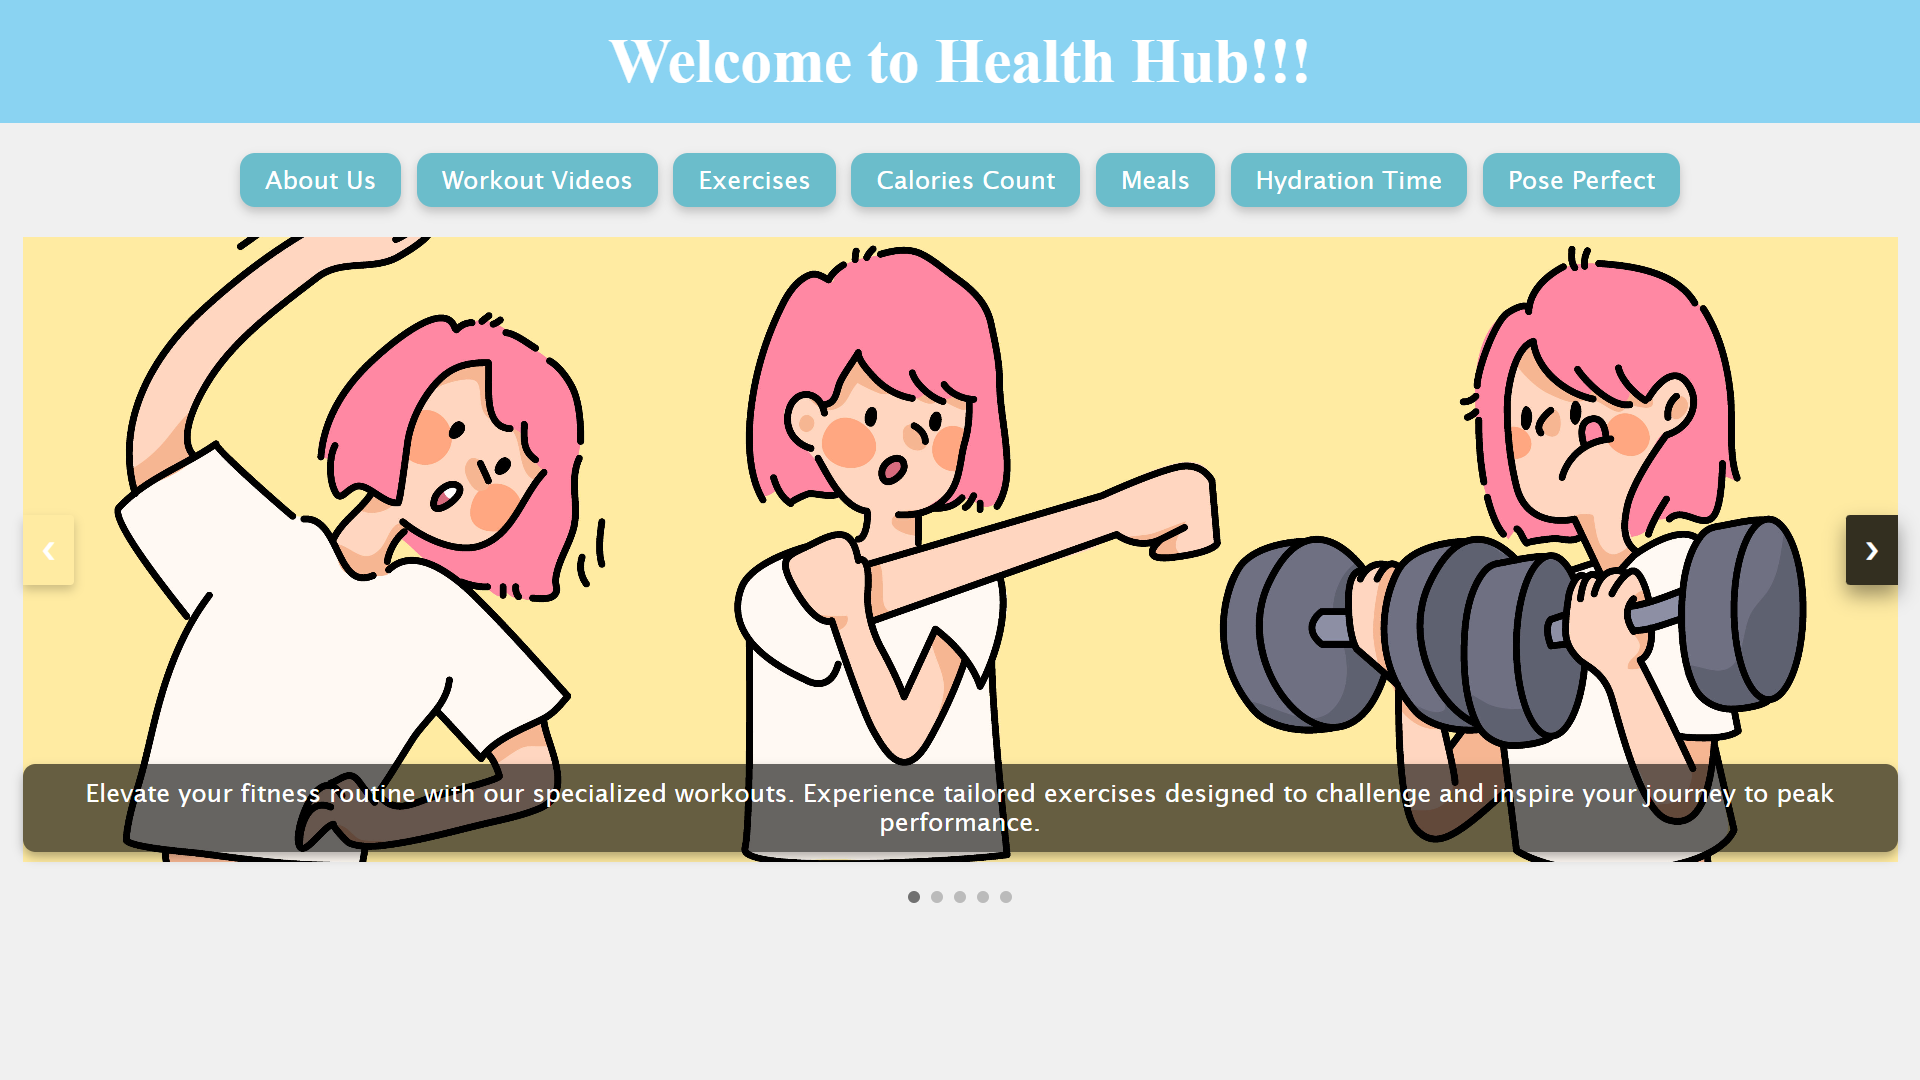 Welcome to Health Hub!!!
About Us
Workout Videos
Exercises
Calories Count
Meals
Hydration Time
Pose Perfect
❮
❯
Elevate your fitness routine with our specialized workouts. Experience tailored exercises designed to challenge and inspire your journey to peak
performance.